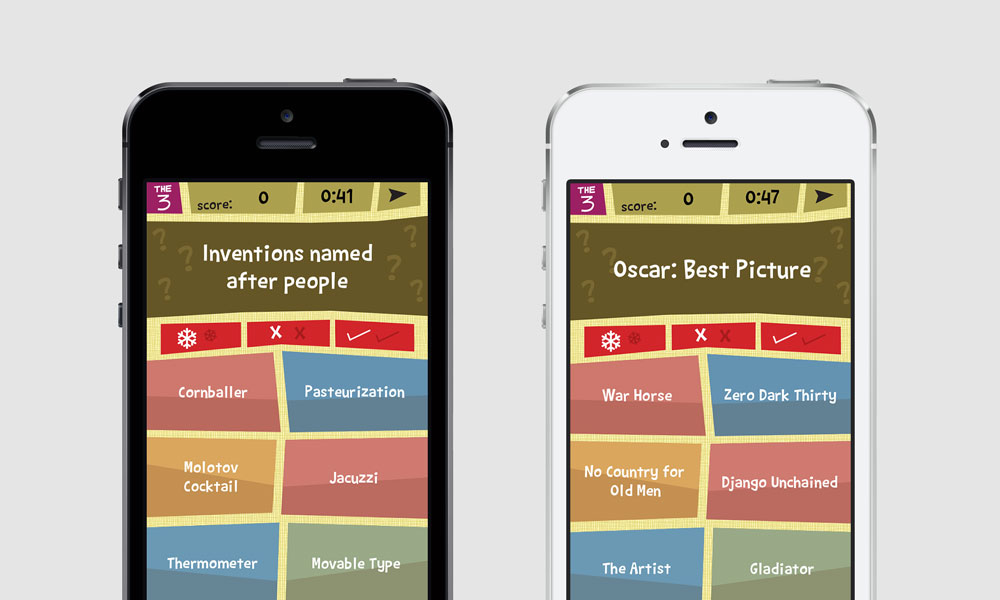 THE
3
score: 0
0:41
Inventions named
after people
X X
Cornballer
Pasteurization
Molotov
Cocktail
Jacuzzi
Thermometer
Movable Type
THE
3
score: 0
0:47
Oscar: Best Picture
X X
War Horse
Zero Dark Thirty
No Country for
Old Men
Django Unchained
The Artist
Gladiator